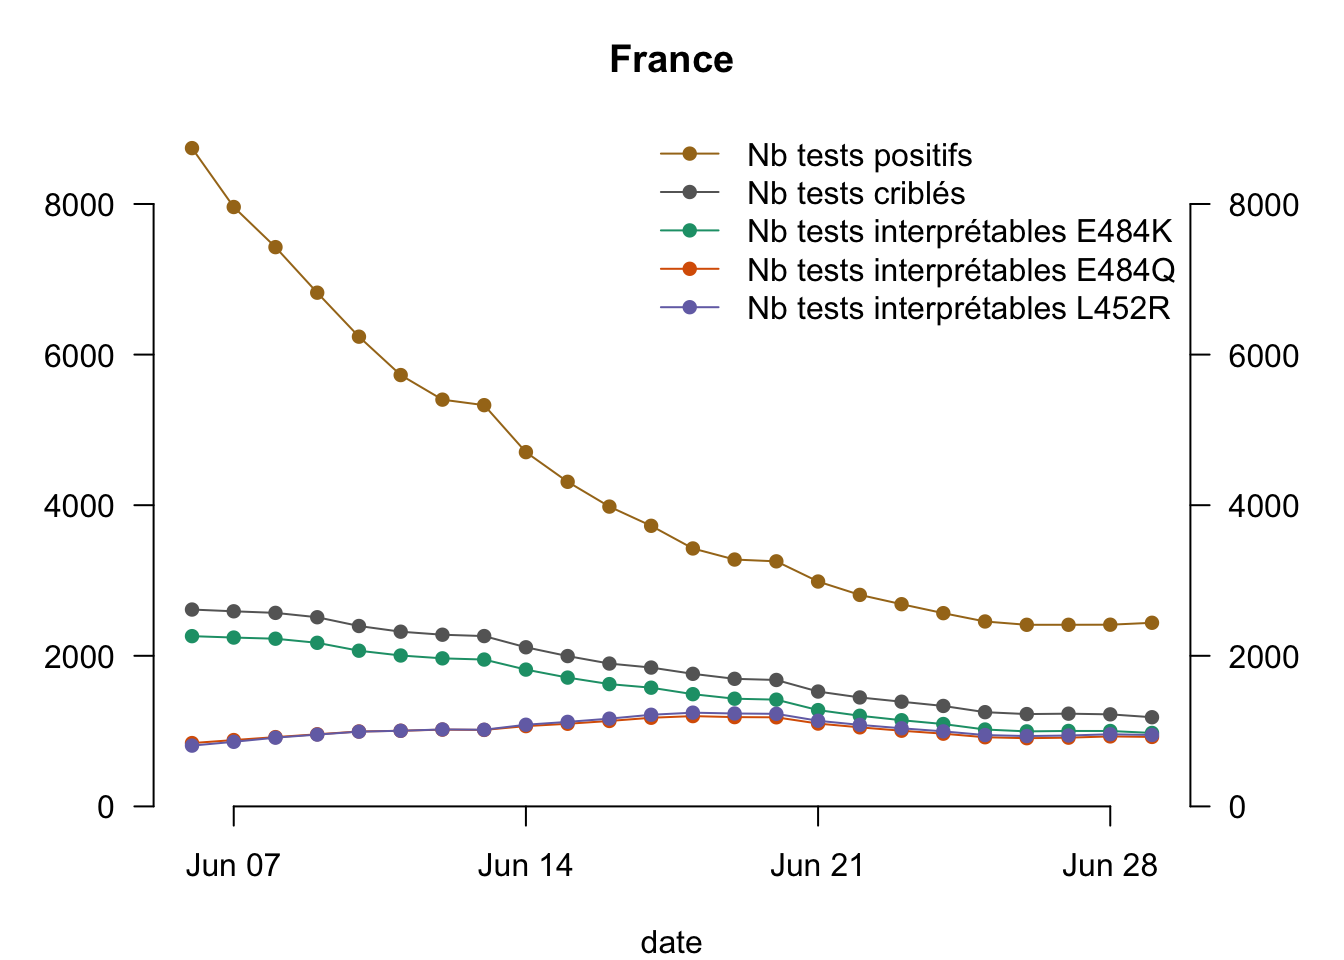 France
Nb tests positifs
Nb tests criblés
Nb tests interprétables E484K
Nb tests interprétables E484Q
Nb tests interprétables L452R
8000
6000
4000
2000
0
8000
6000
4000
2000
0
Jun 07
Jun 14
Jun 21
Jun 28
date